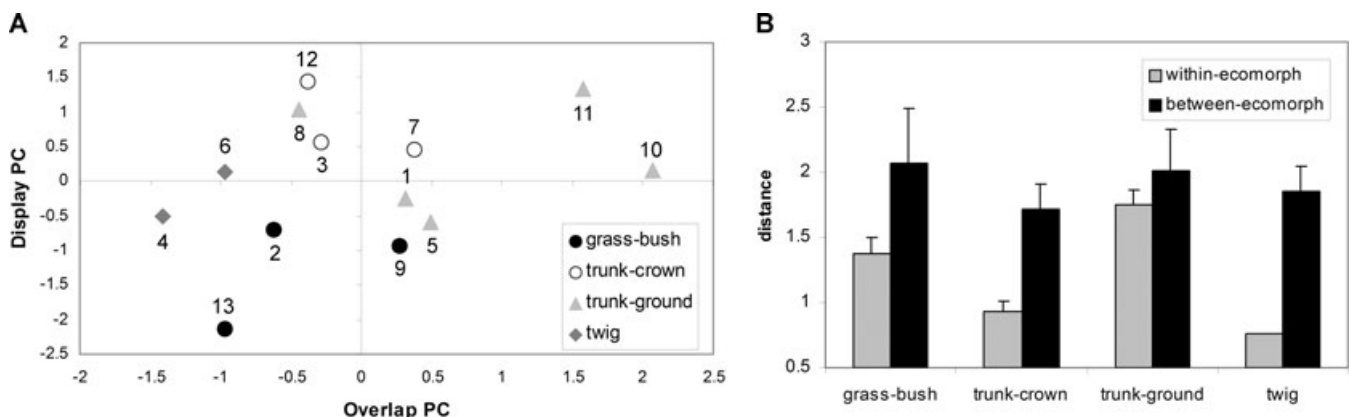 A
Display PC
2
1.5
1
0.5
0
-0.5
-1
-1.5
-2
-2.5
12
8
3
6
4
2
13
7
1
9
5
11
10
grass-bush
trunk-crown
trunk-ground
twig
-2 -1.5 -1 -0.5 0 0.5 1 1.5 2 2.5
Overlap PC
B
distance
3
2.5
2
1.5
1
0.5
within-ecomorph
between-ecomorph
grass-bush trunk-crown trunk-ground twig